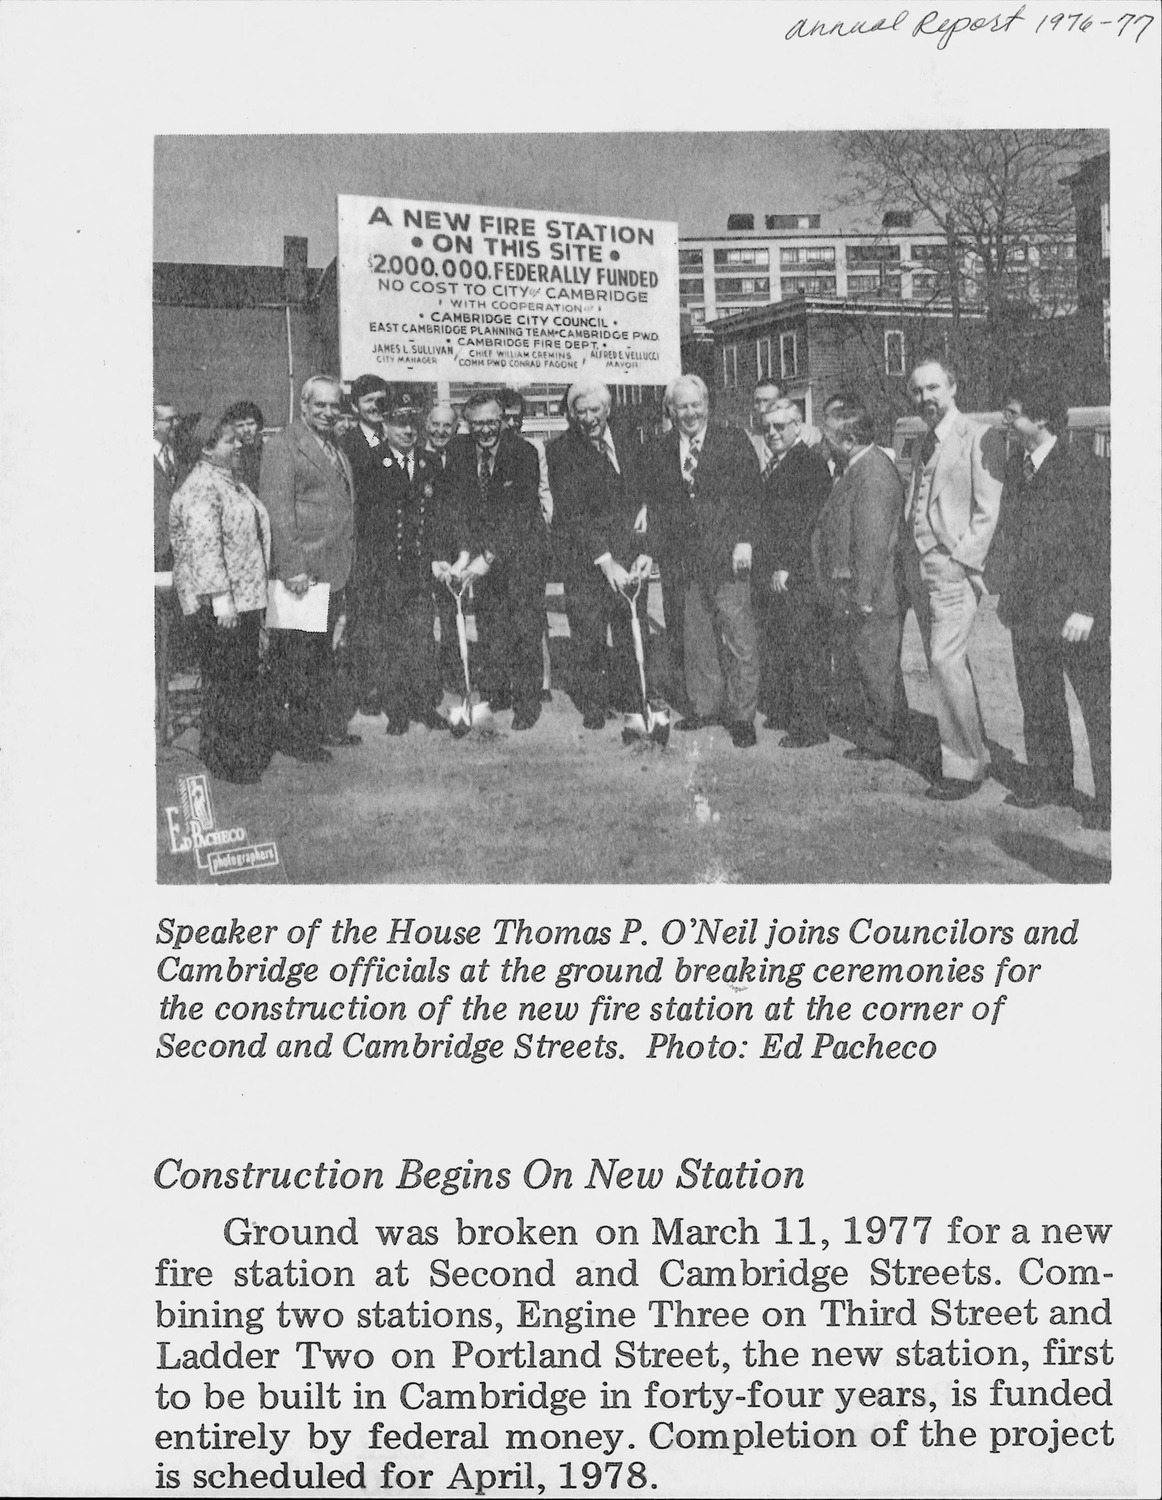 Annual Report 1976-77
A NEW FIRE STATION
• ON THIS SITE •
$2,000,000. FEDERALLY FUNDED
NO COST TO CITY of CAMBRIDGE
WITH COOPERATION of
• CAMBRIDGE CITY COUNCIL •
EAST CAMBRIDGE PLANNING TEAM•CAMBRIDGE P.W.D.
• CAMBRIDGE FIRE DEPT. •
JAMES L. SULLIVAN / CHIEF WILLIAM CREMINS / ALFRED E. VELLUCCI
CITY MANAGER COMM PWD CONRAD FAGONE MAYOR
ED PACHECO
photographers
Speaker of the House Thomas P. O'Neil joins Councilors and
Cambridge officials at the ground breaking ceremonies for
the construction of the new fire station at the corner of
Second and Cambridge Streets. Photo: Ed Pacheco
Construction Begins On New Station
Ground was broken on March 11, 1977 for a new
fire station at Second and Cambridge Streets. Com-
bining two stations, Engine Three on Third Street and
Ladder Two on Portland Street, the new station, first
to be built in Cambridge in forty-four years, is funded
entirely by federal money. Completion of the project
is scheduled for April, 1978.